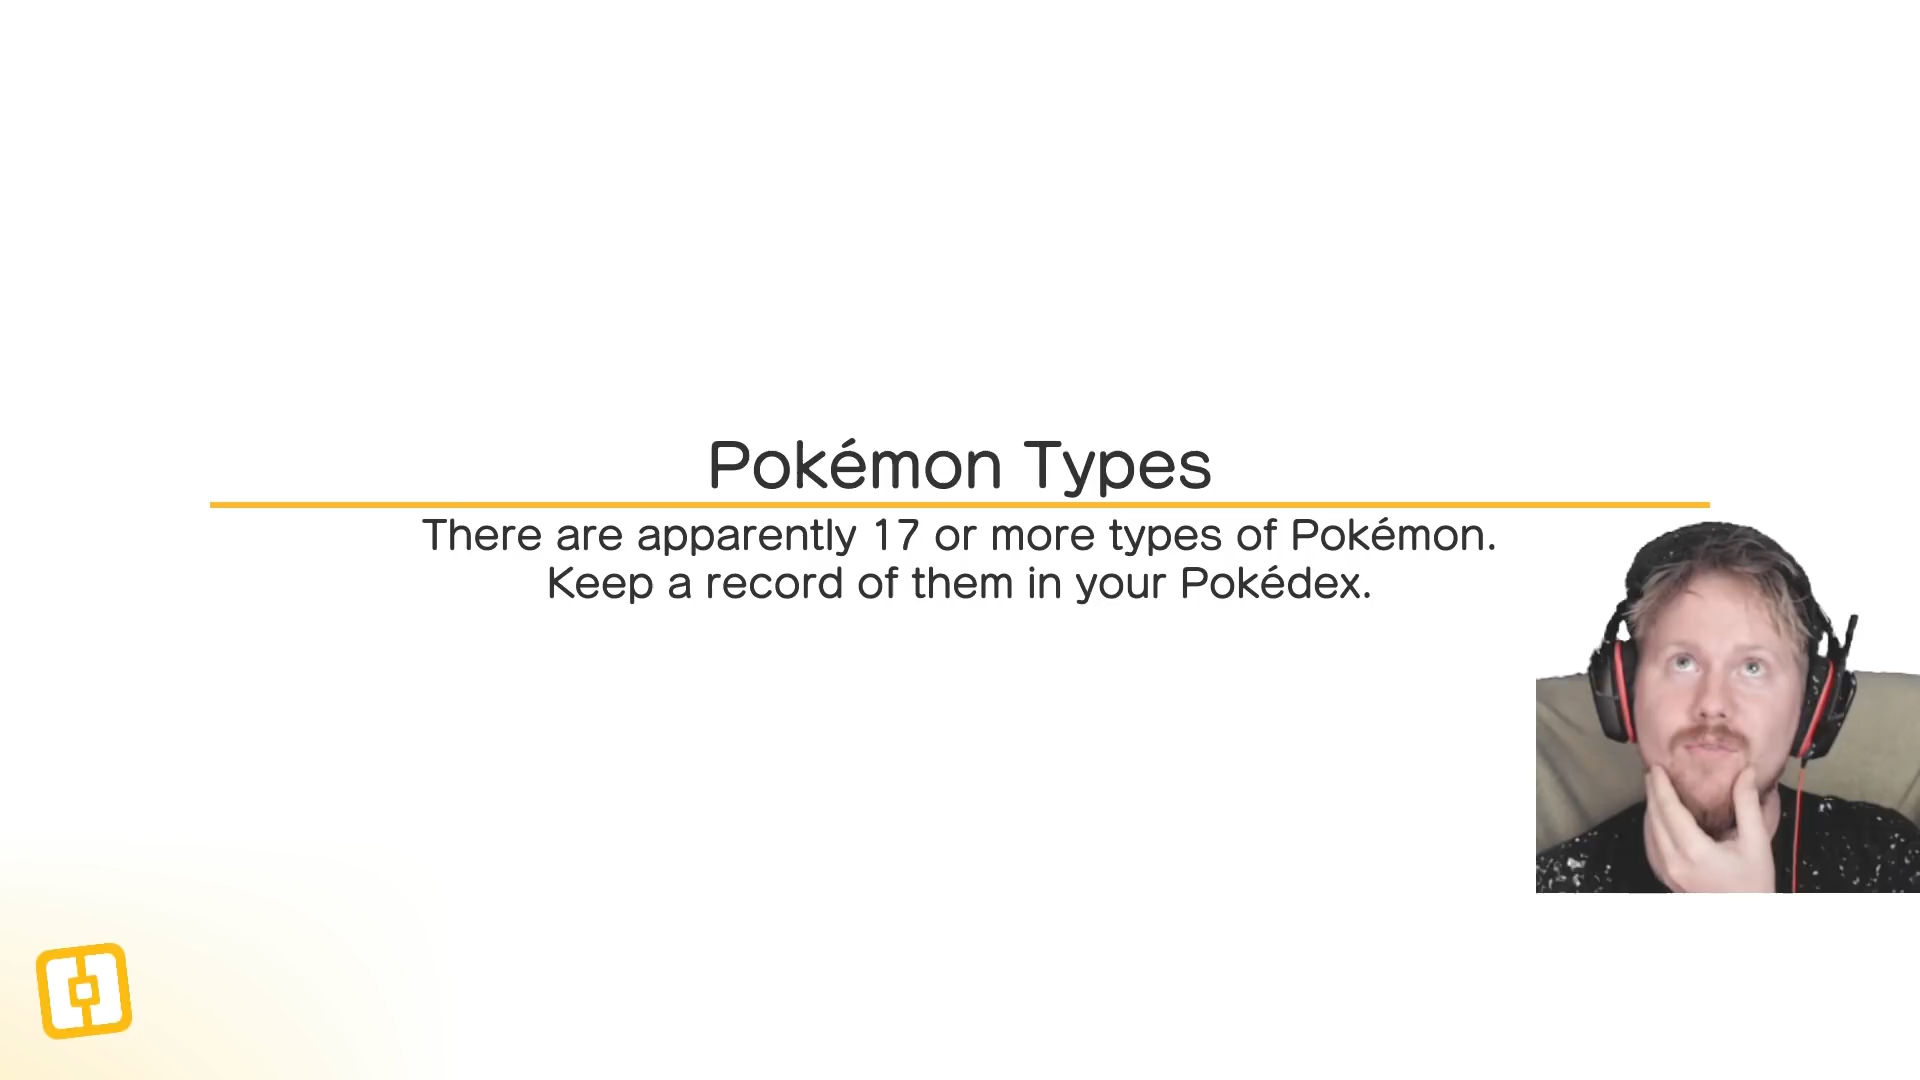 Pokémon Types
There are apparently 17 or more types of Pokémon.
Keep a record of them in your Pokédex.